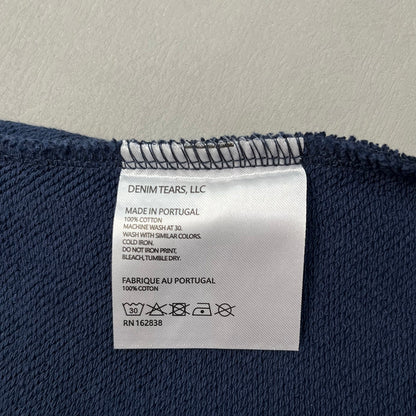 DENIM TEARS, LLC
MADE IN PORTUGAL
100% COTTON
MACHINE WASH AT 30.
WASH WITH SIMILAR COLORS.
COLD IRON.
DO NOT IRON PRINT,
BLEACH, TUMBLE DRY.
FABRIQUE AU PORTUGAL
100% COTON
30
RN 162838